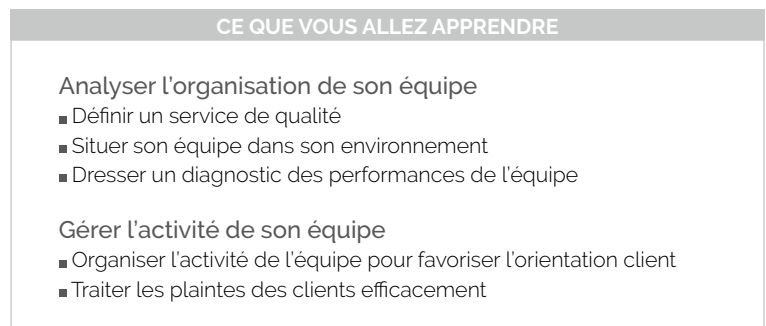 CE QUE VOUS ALLEZ APPRENDRE
Analyser l'organisation de son équipe
▪ Définir un service de qualité
▪ Situer son équipe dans son environnement
▪ Dresser un diagnostic des performances de l'équipe
Gérer l'activité de son équipe
▪ Organiser l'activité de l'équipe pour favoriser l'orientation client
▪ Traiter les plaintes des clients efficacement